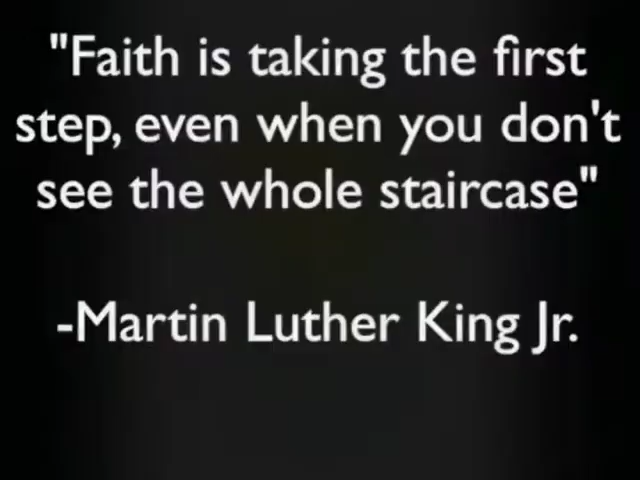 "Faith is taking the first
step, even when you don't
see the whole staircase"
-Martin Luther King Jr.